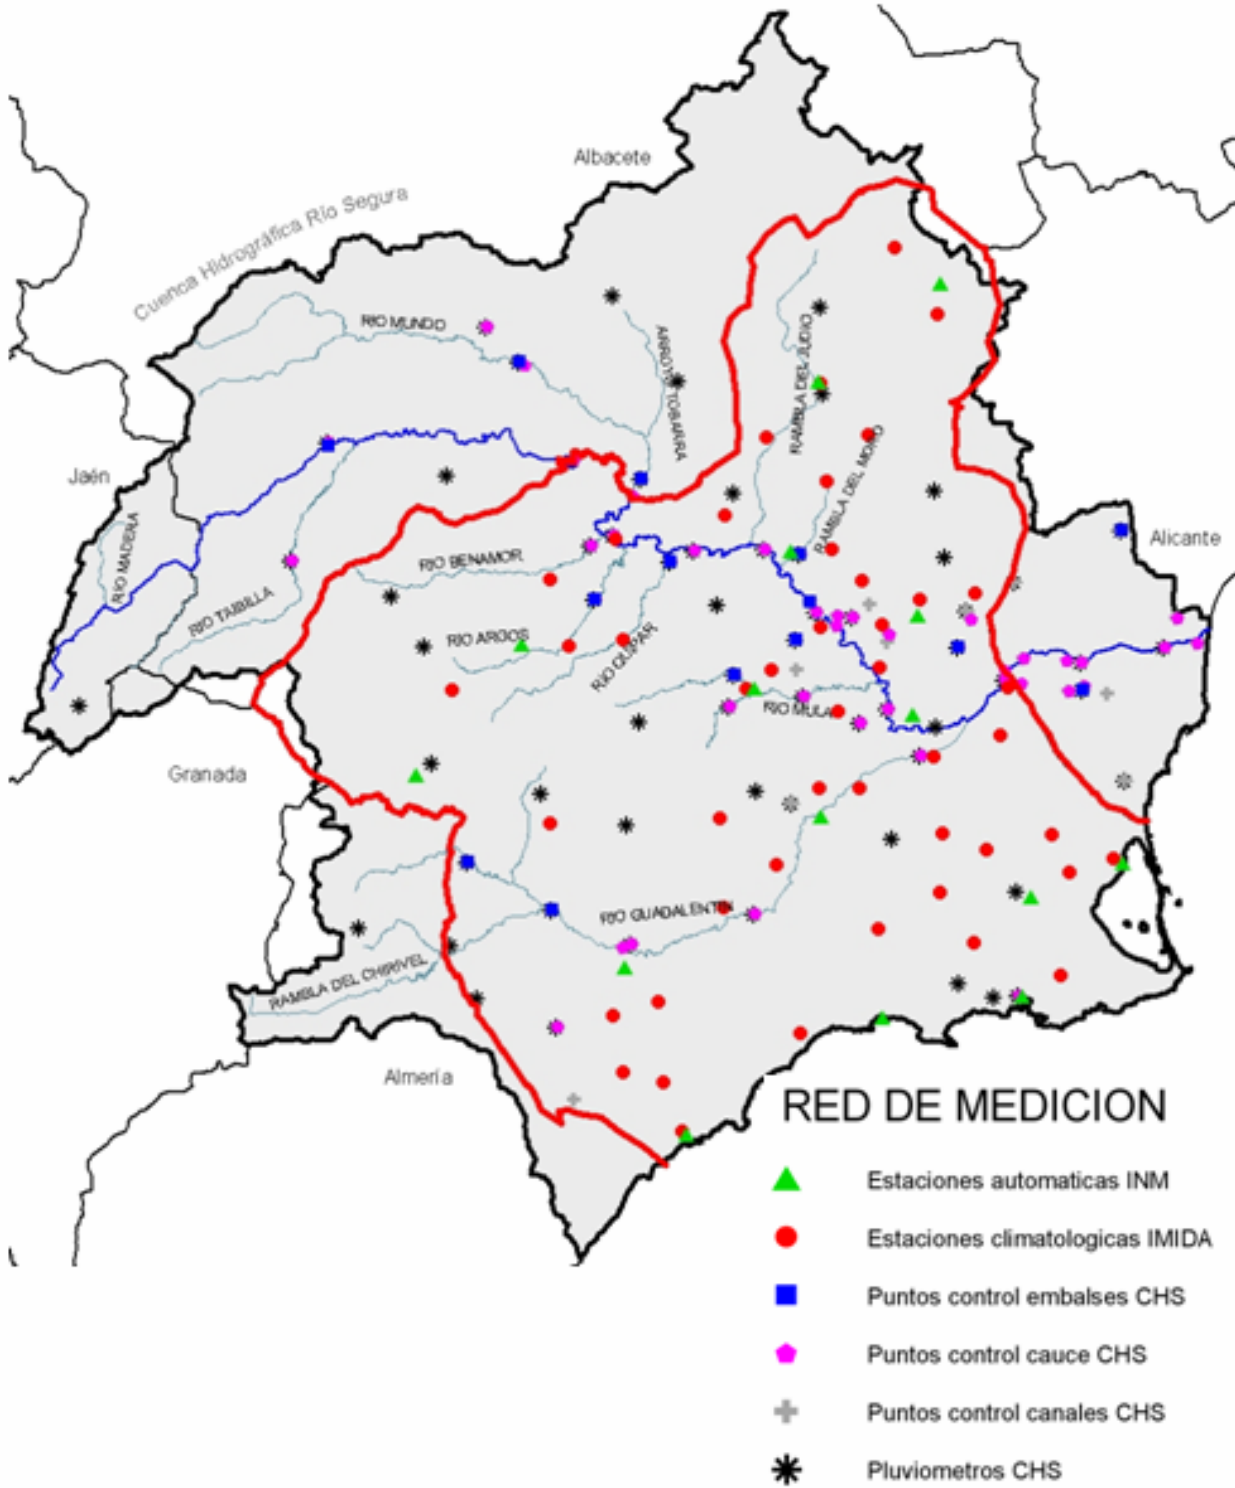 Albacete
Cuenca Hidrográfica Río Segura
RIO MUNDO
ARROYO TOBARRA
RAMBLA DEL JUDIO
RAMBLA DEL MORO
Jaén
RIO MADERA
RIO TAIBILLA
RIO BENAMOR
Alicante
RIO ARGOS
RIO QUIPAR
RIO MULA
Granada
RIO GUADALENTIN
RAMBLA DEL CHIRIVEL
Almería
RED DE MEDICION
Estaciones automaticas INM
Estaciones climatologicas IMIDA
Puntos control embalses CHS
Puntos control cauce CHS
Puntos control canales CHS
Pluviometros CHS